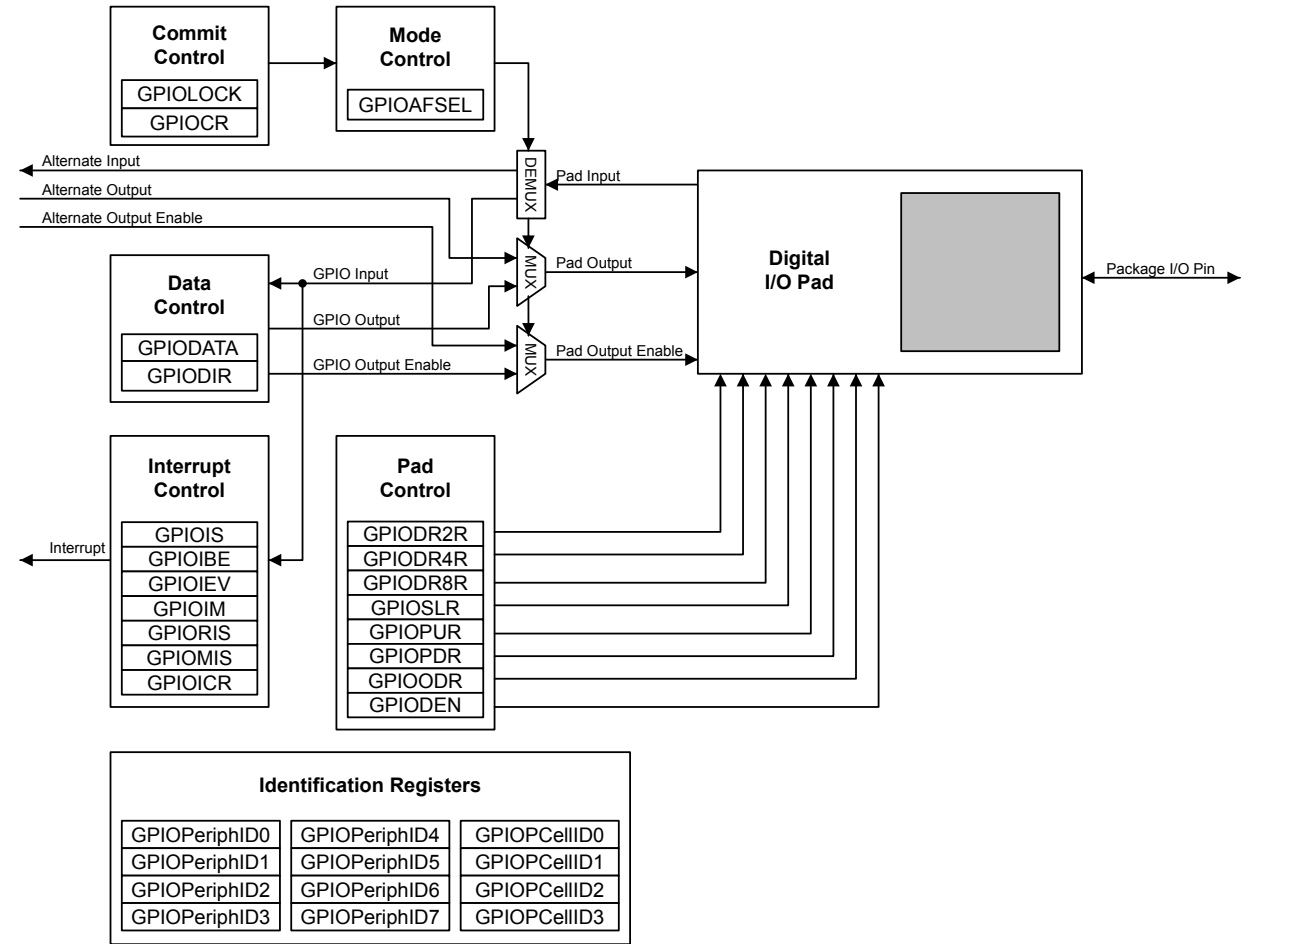 Commit
Control
GPIOLOCK
GPIOCR
Mode
Control
GPIOAFSEL
Alternate Input
Alternate Output
Alternate Output Enable
DEMUX
Pad Input
MUX
Pad Output
MUX
Pad Output Enable
Digital
I/O Pad
Package I/O Pin
Data
Control
GPIODATA
GPIODIR
GPIO Input
GPIO Output
GPIO Output Enable
Interrupt
Control
GPIOIS
GPIOIBE
GPIOIEV
GPIOIM
GPIORIS
GPIOMIS
GPIOICR
Interrupt
Pad
Control
GPIODR2R
GPIODR4R
GPIODR8R
GPIOSLR
GPIOPUR
GPIOPDR
GPIOODR
GPIODEN
Identification Registers
GPIOPeriphID0
GPIOPeriphID1
GPIOPeriphID2
GPIOPeriphID3
GPIOPeriphID4
GPIOPeriphID5
GPIOPeriphID6
GPIOPeriphID7
GPIOPCellID0
GPIOPCellID1
GPIOPCellID2
GPIOPCellID3